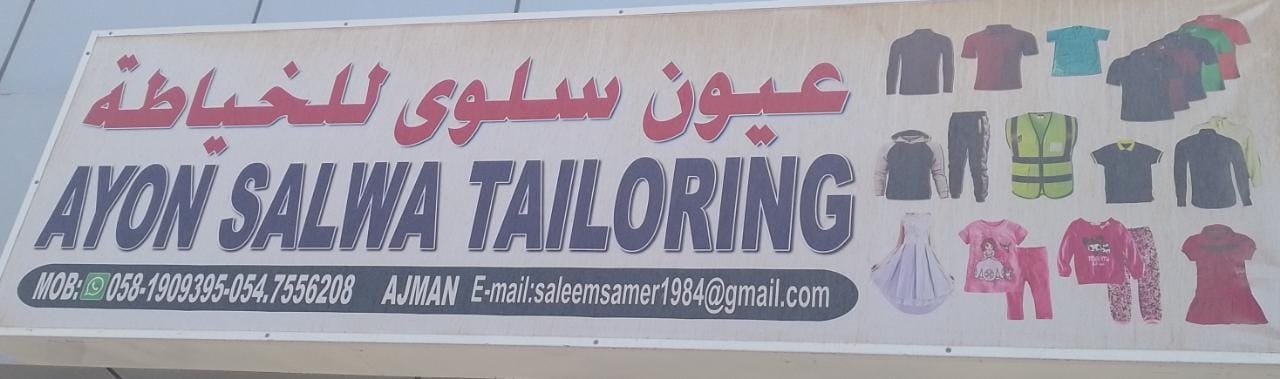 عيون سلوى للخياطة
AYON SALWA TAILORING
MOB: 058-1909395-054.7556208 AJMAN E-mail:saleemsamer1984@gmail.com